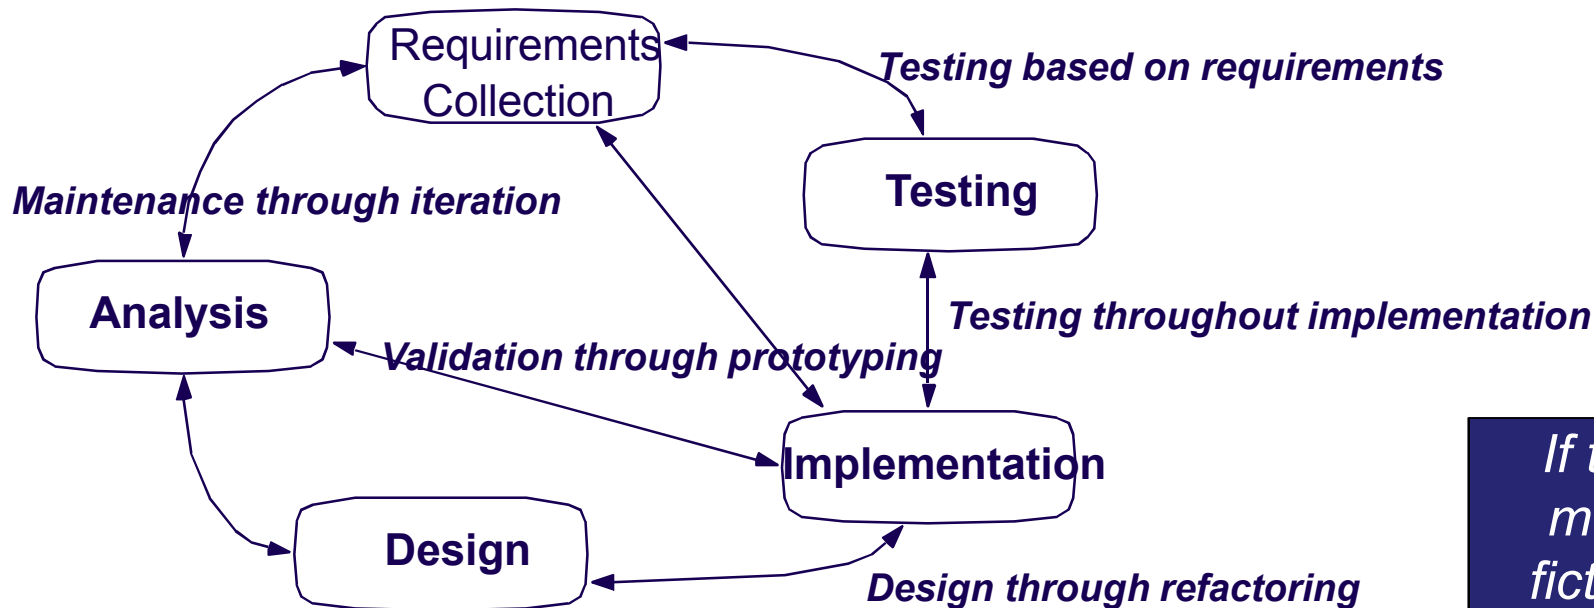 Requirements
Collection
Testing based on requirements
Testing
Maintenance through iteration
Analysis
Testing throughout implementation
Validation through prototyping
Implementation
If
Design
Design through refactoring